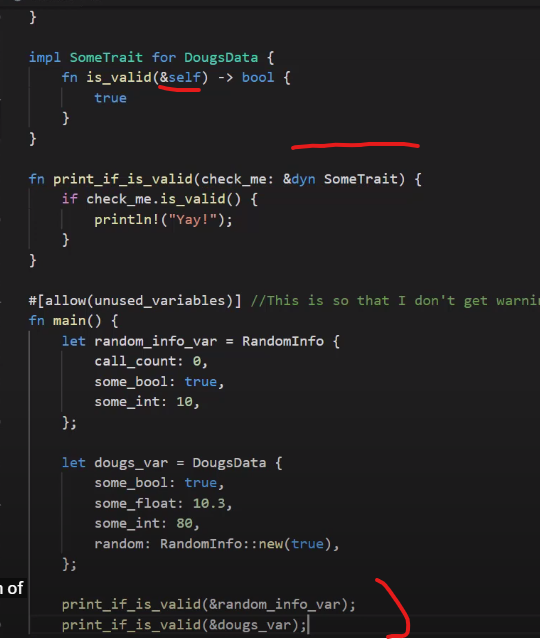 }
impl SomeTrait for DougsData {
fn is_valid(&self) -> bool {
true
}
}
fn print_if_is_valid(check_me: &dyn SomeTrait) {
if check_me.is_valid() {
println!("Yay!");
}
}
#[allow(unused_variables)] //This is so that I don't get
fn main() {
let random_info_var = RandomInfo {
call_count: 0,
some_bool: true,
some_int: 10,
};
let dougs_var = DougsData {
some_bool: true,
some_float: 10.3,
some_int: 80,
random: RandomInfo::new(true),
};
n of
print_if_is_valid(&random_info_var);
print_if_is_valid(&dougs_var);